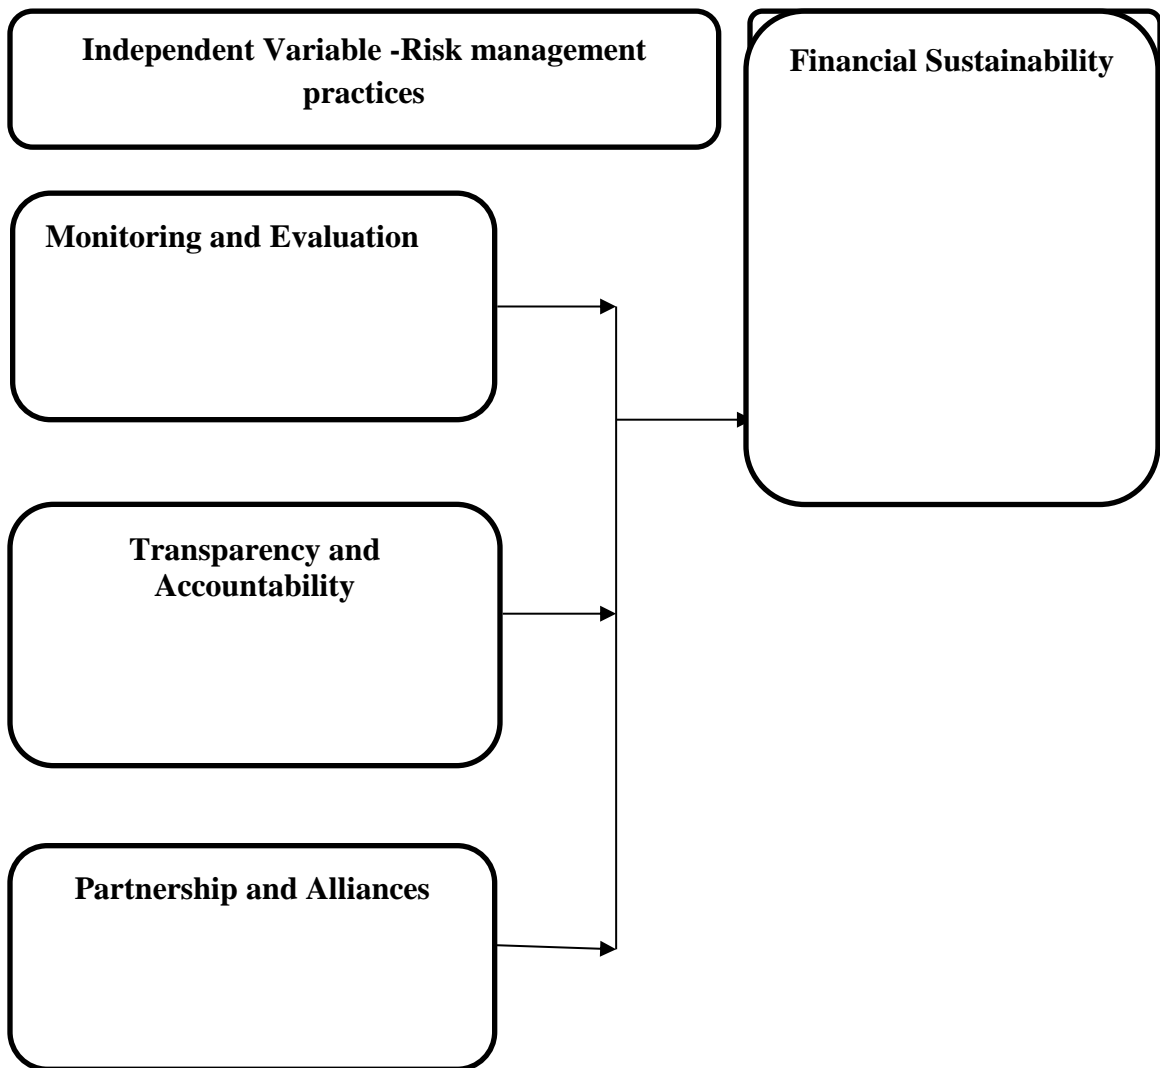 Independent Variable -Risk management
practices
Financial Sustainability
Monitoring and Evaluation
Transparency and
Accountability
Partnership and Alliances